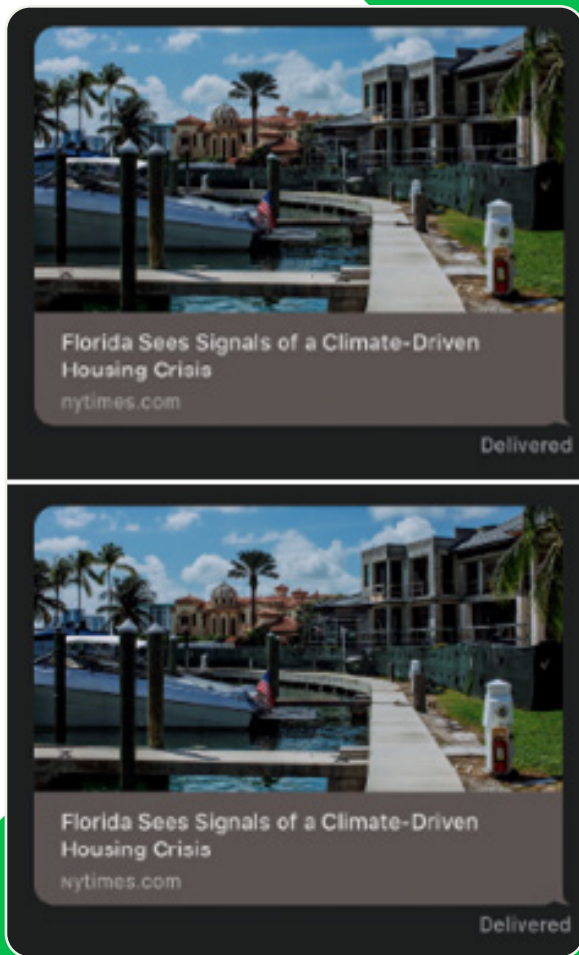 Florida Sees Signals of a Climate-Driven
Housing Crisis
nytimes.com
Delivered
Florida Sees Signals of a Climate-Driven
Housing Crisis
ɴytimes.com
Delivered